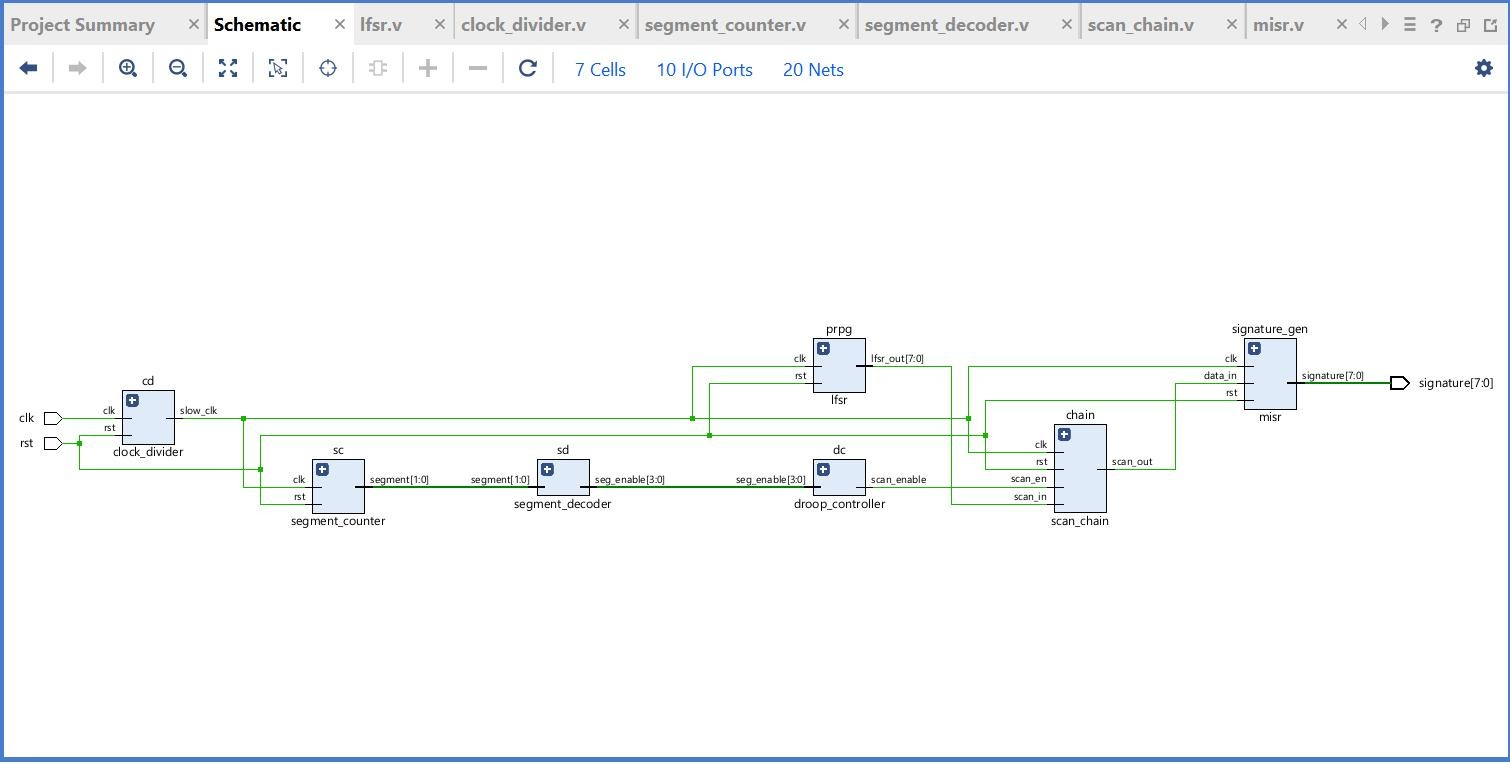 Project Summary × Schematic × lfsr.v × clock_divider.v × segment_counter.v × segment_decoder.v × scan_chain.v × misr.v × ?
7 Cells 10 I/O Ports 20 Nets
prpg
clk lfsr_out[7:0]
rst
lfsr
signature_gen
clk
data_in signature[7:0] signature[7:0]
rst
misr
cd
clk clk slow_clk
rst rst
clock_divider
chain
clk
rst scan_out
scan_en
scan_in
scan_chain
sc
clk segment[1:0]
rst
segment_counter
sd
segment[1:0] seg_enable[3:0]
segment_decoder
dc
seg_enable[3:0] scan_enable
droop_controller